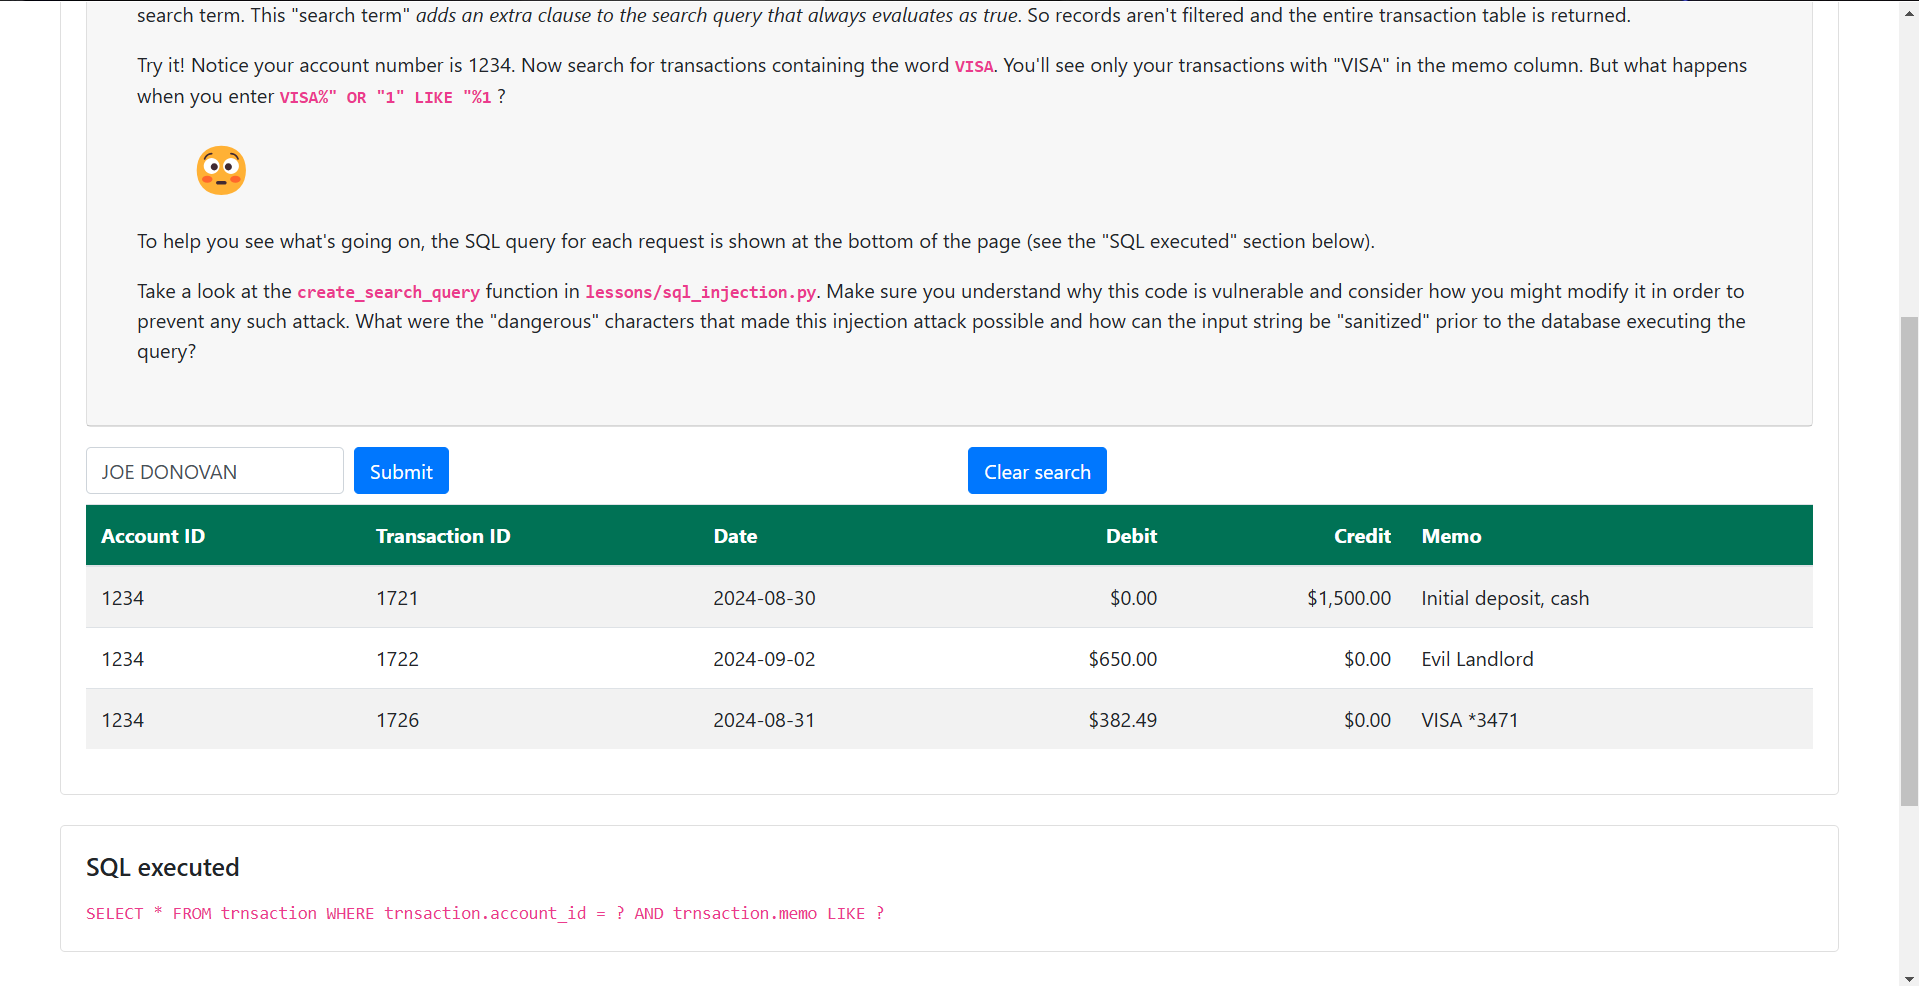 search term. This "search term" adds an extra clause to the search query that always evaluates as true. So records aren't filtered and the entire transaction table is returned.
Try it! Notice your account number is 1234. Now search for transactions containing the word VISA. You'll see only your transactions with "VISA" in the memo column. But what happens
when you enter VISA%" OR "1" LIKE "%1 ?
To help you see what's going on, the SQL query for each request is shown at the bottom of the page (see the "SQL executed" section below).
Take a look at the create_search_query function in lessons/sql_injection.py. Make sure you understand why this code is vulnerable and consider how you might modify it in order to
prevent any such attack. What were the "dangerous" characters that made this injection attack possible and how can the input string be "sanitized" prior to the database executing the
query?
JOE DONOVAN Submit Clear search
Account ID Transaction ID Date Debit Credit Memo
1234 1721 2024-08-30 $0.00 $1,500.00 Initial deposit, cash
1234 1722 2024-09-02 $650.00 $0.00 Evil Landlord
1234 1726 2024-08-31 $382.49 $0.00 VISA *3471
SQL executed
SELECT * FROM trnsaction WHERE trnsaction.account_id = ? AND trnsaction.memo LIKE ?